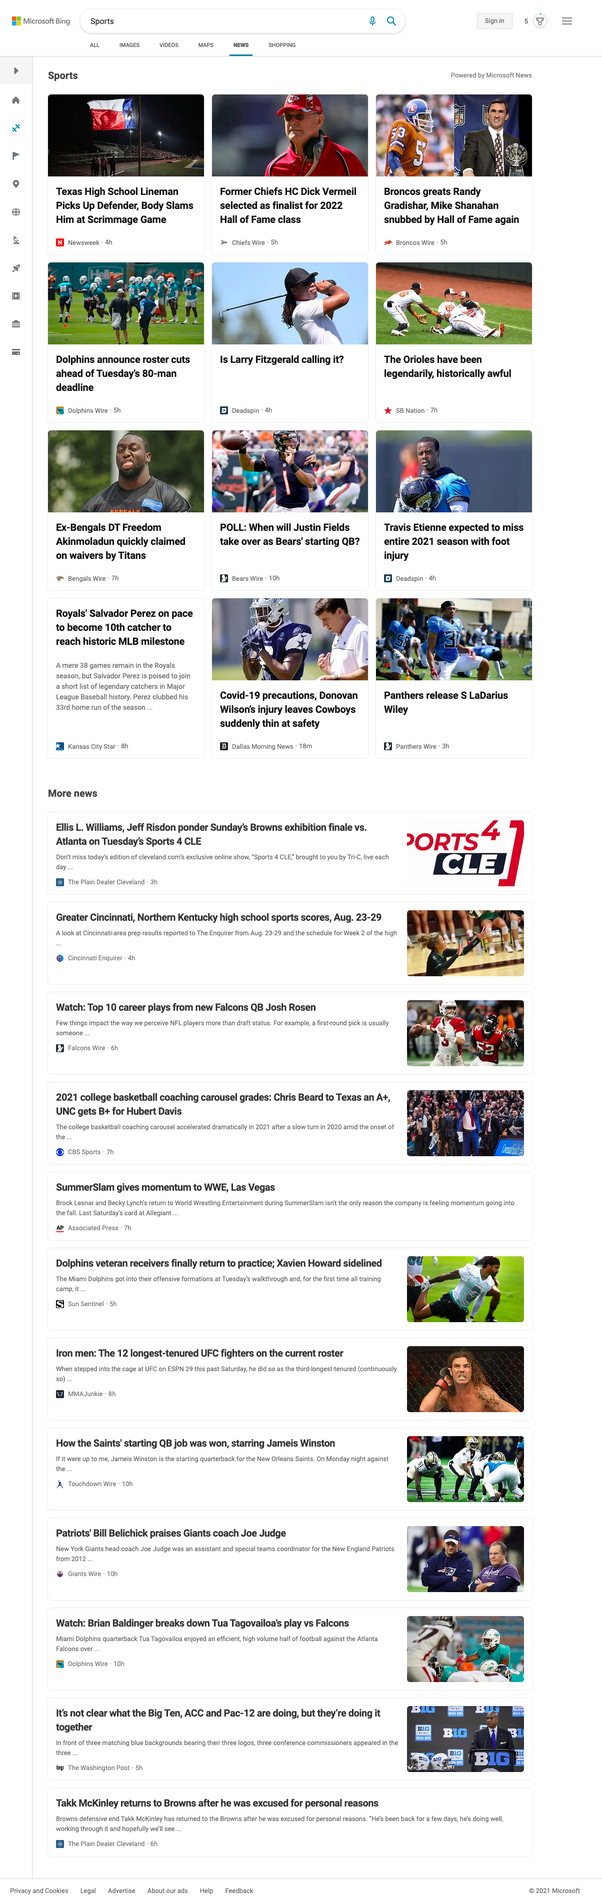 Microsoft Bing
Sports
Sign in
5
ALL
IMAGES
VIDEOS
MAPS
NEWS
SHOPPING
Sports
Powered by Microsoft News
Texas High School Lineman
Picks Up Defender, Body Slams
Him at Scrimmage Game
Newsweek · 4h
Former Chiefs HC Dick Vermeil
selected as finalist for 2022
Hall of Fame class
Chiefs Wire · 5h
Broncos greats Randy
Gradishar, Mike Shanahan
snubbed by Hall of Fame again
Broncos Wire · 5h
Dolphins announce roster cuts
ahead of Tuesday's 80-man
deadline
Dolphins Wire · 5h
Is Larry Fitzgerald calling it?
Deadspin · 4h
The Orioles have been
legendarily, historically awful
SB Nation · 7h
Ex-Bengals DT Freedom
Akinmoladun quickly claimed
on waivers by Titans
Bengals Wire · 7h
POLL: When will Justin Fields
take over as Bears' starting QB?
Bears Wire · 10h
Travis Etienne expected to miss
entire 2021 season with foot
injury
Deadspin · 4h
Royals' Salvador Perez on pace
to become 10th catcher to
reach historic MLB milestone
A mere 38 games remain in the Royals
season, but Salvador Perez is poised to join
a short list of legendary catchers in Major
League Baseball history. Perez clubbed his
33rd home run of the season ...
Kansas City Star · 8h
Covid-19 precautions, Donovan
Wilson's injury leaves Cowboys
suddenly thin at safety
Dallas Morning News · 18m
Panthers release S LaDarius
Wiley
Panthers Wire · 3h
More news
Ellis L. Williams, Jeff Risdon ponder Sunday's Browns exhibition finale vs.
Atlanta on Tuesday's Sports 4 CLE
Don't miss today's edition of cleveland.com's exclusive online show, "Sports 4 CLE," brought to you by Tri-C, live each
day ...
The Plain Dealer Cleveland · 3h
PORTS 4
CLE
Greater Cincinnati, Northern Kentucky high school sports scores, Aug. 23-29
A look at Cincinnati-area prep results reported to The Enquirer from Aug. 23-29 and the schedule for Week 2 of the high
...
Cincinnati Enquirer · 4h
Watch: Top 10 career plays from new Falcons QB Josh Rosen
Few things impact the way we perceive NFL players more than draft status. For example, a first-round pick is usually
someone ...
Falcons Wire · 6h
2021 college basketball coaching carousel grades: Chris Beard to Texas an A+,
UNC gets B+ for Hubert Davis
The college basketball coaching carousel accelerated dramatically in 2021 after a slow turn in 2020 amid the onset of
the ...
CBS Sports · 7h
SummerSlam gives momentum to WWE, Las Vegas
Brock Lesnar and Becky Lynch's return to World Wrestling Entertainment during SummerSlam isn't the only reason the company is feeling momentum going into
the fall. Last Saturday's card at Allegiant ...
AP Associated Press · 7h
Dolphins veteran receivers finally return to practice; Xavien Howard sidelined
The Miami Dolphins got into their offensive formations at Tuesday's walkthrough and, for the first time all training
camp, it ...
Sun Sentinel · 5h
Iron men: The 12 longest-tenured UFC fighters on the current roster
When stepped into the cage at UFC on ESPN 29 this past Saturday, he did so as the third-longest-tenured (continuously
so) ...
MMAJunkie · 8h
How the Saints' starting QB job was won, starring Jameis Winston
If it were up to me, Jameis Winston is the starting quarterback for the New Orleans Saints. On Monday night against
the ...
Touchdown Wire · 10h
Patriots' Bill Belichick praises Giants coach Joe Judge
New York Giants head coach Joe Judge was an assistant and special teams coordinator for the New England Patriots
from 2012 ...
Giants Wire · 10h
Watch: Brian Baldinger breaks down Tua Tagovailoa's play vs Falcons
Miami Dolphins quarterback Tua Tagovailoa enjoyed an efficient, high volume half of football against the Atlanta
Falcons over ...
Dolphins Wire · 10h
It's not clear what the Big Ten, ACC and Pac-12 are doing, but they're doing it
together
In front of three matching blue backgrounds bearing their three logos, three conference commissioners appeared in the
three ...
The Washington Post · 5h
B1G
Takk McKinley returns to Browns after he was excused for personal reasons
Browns defensive end Takk McKinley has returned to the Browns after he was excused for personal reasons. "He's been back for a few days, he's doing well,
working through it and hopefully we'll see ...
The Plain Dealer Cleveland · 6h
Privacy and Cookies
Legal
Advertise
About our ads
Help
Feedback
© 2021 Microsoft